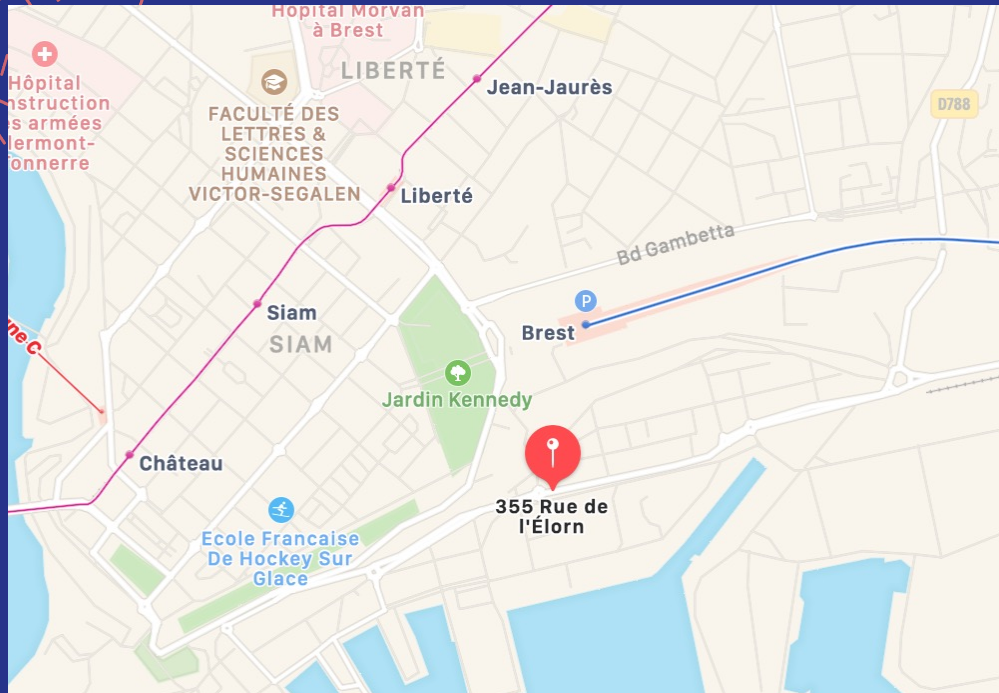 Hôpital Morvan
à Brest
LIBERTÉ
Jean-Jaurès
Hôpital
nstruction
es armées
lermont-
onnerre
FACULTÉ DES
LETTRES &
SCIENCES
HUMAINES
VICTOR-SEGALEN
D788
Liberté
Bd Gambetta
P
Siam
SIAM
Brest
ne C
Jardin Kennedy
Château
355 Rue de
l'Élorn
Ecole Francaise
De Hockey Sur
Glace